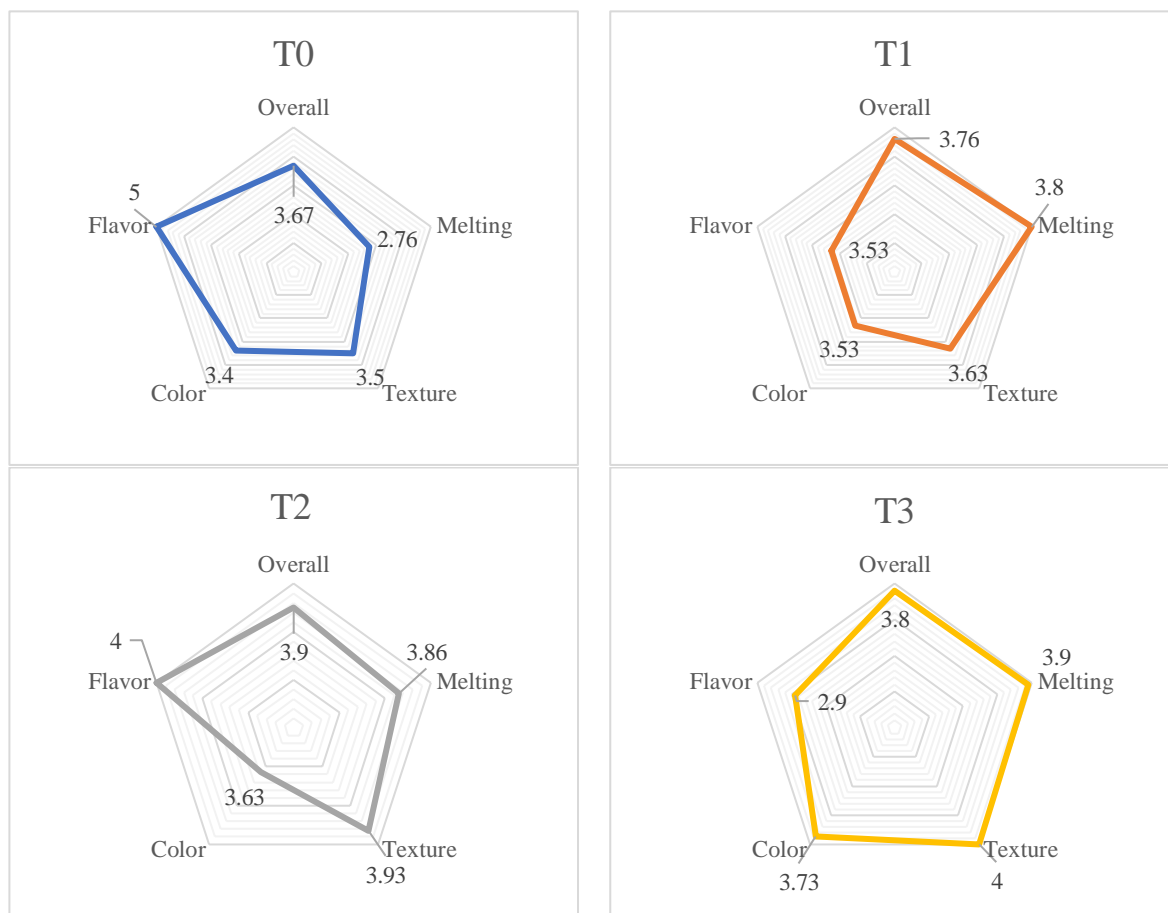 T0
Overall
5
Flavor
3.67
2.76
Melting
3.4
3.5
Color
Texture
T1
Overall
3.76
3.8
Flavor
3.53
Melting
3.53
3.63
Color
Texture
T2
Overall
4
3.9
3.86
Flavor
Melting
3.63
Color
Texture
3.93
T3
Overall
3.8
3.9
Flavor
2.9
Melting
Color
Texture
3.73
4